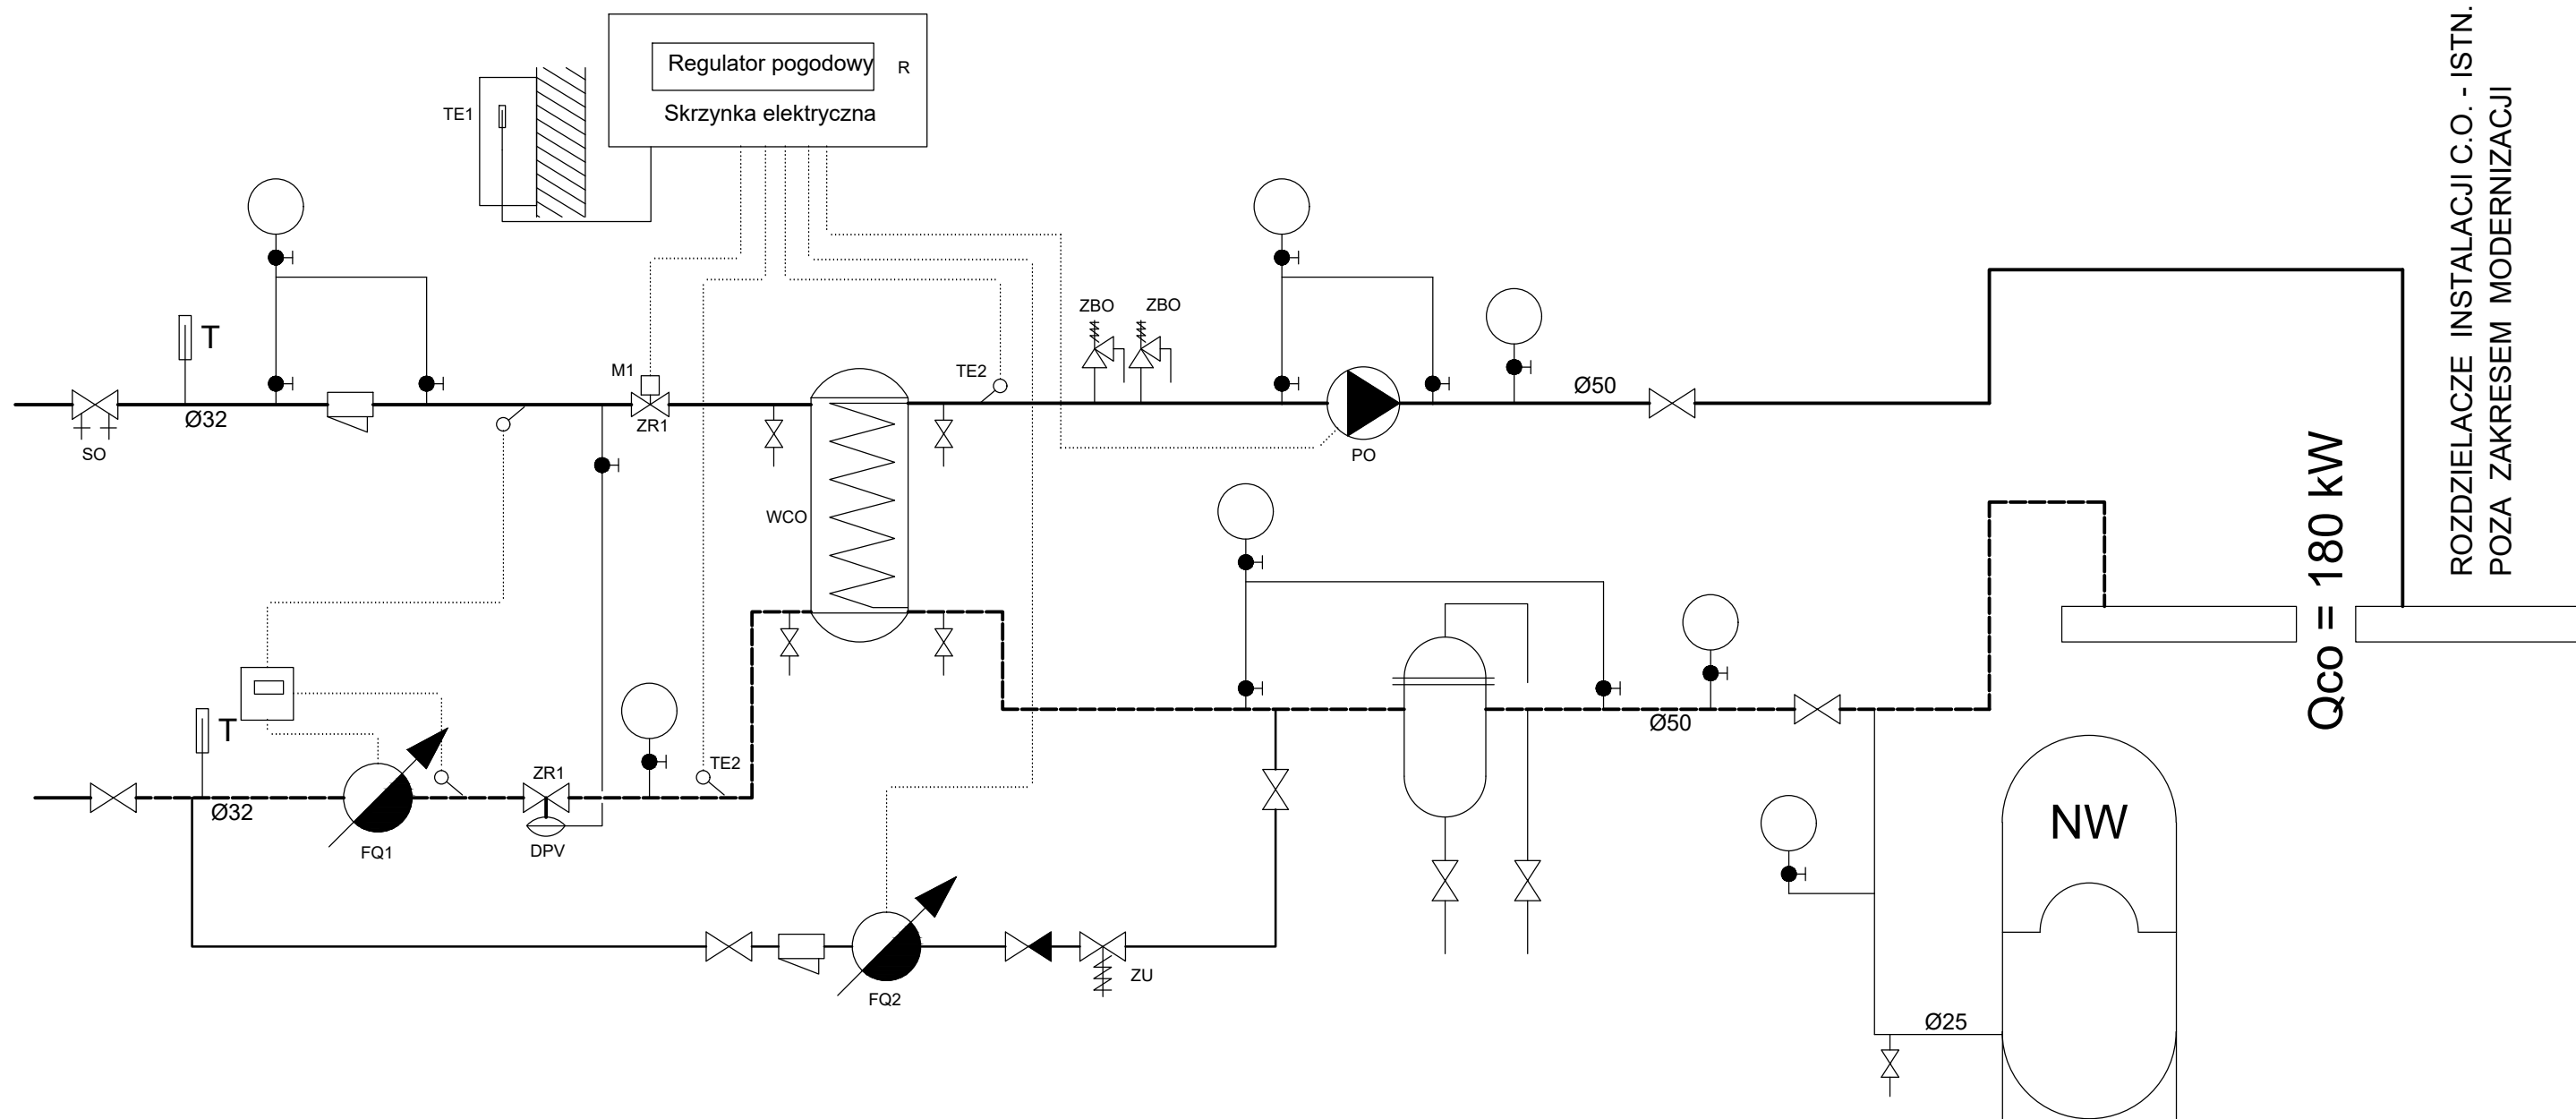 Regulator pogodowy
R
Skrzynka elektryczna
TE1
T
Ø32
SO
M1
ZR1
WCO
TE2
ZBO
ZBO
PO
Ø50
ROZDZIELACZE INSTALACJI C.O. - ISTN.
POZA ZAKRESEM MODERNIZACJI
Qco = 180 kW
T
Ø32
FQ1
ZR1
DPV
TE2
FQ2
ZU
Ø50
NW
Ø25